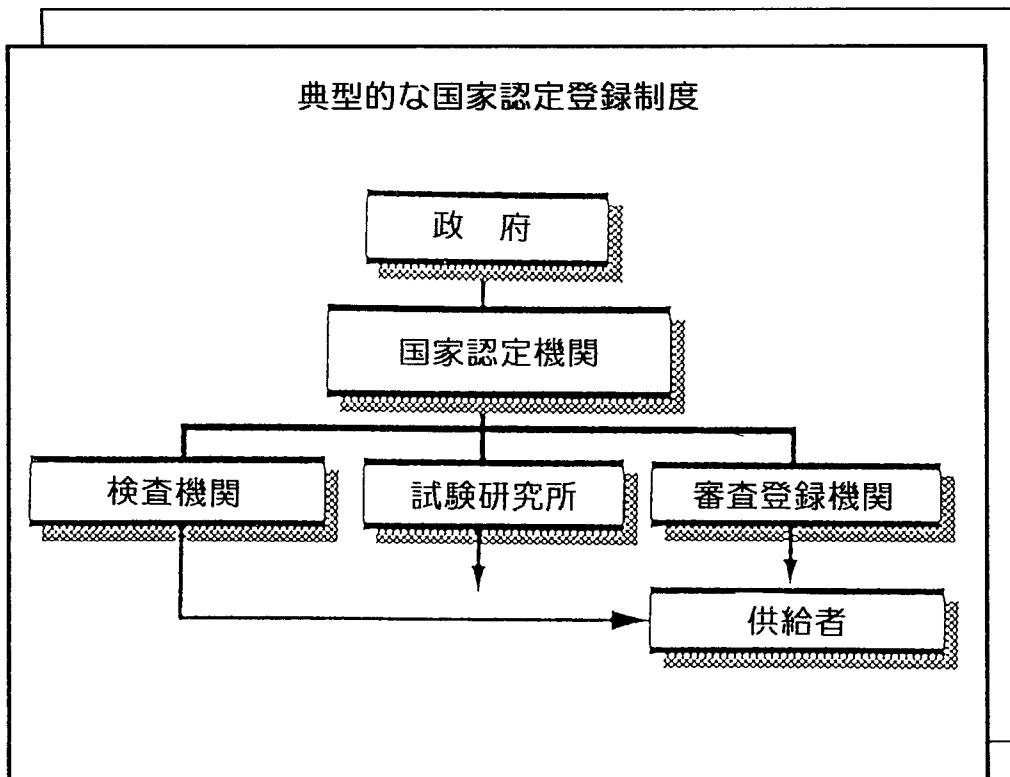 典型的な国家認定登録制度
政 府
国家認定機関
検査機関
試験研究所
審査登録機関
供給者